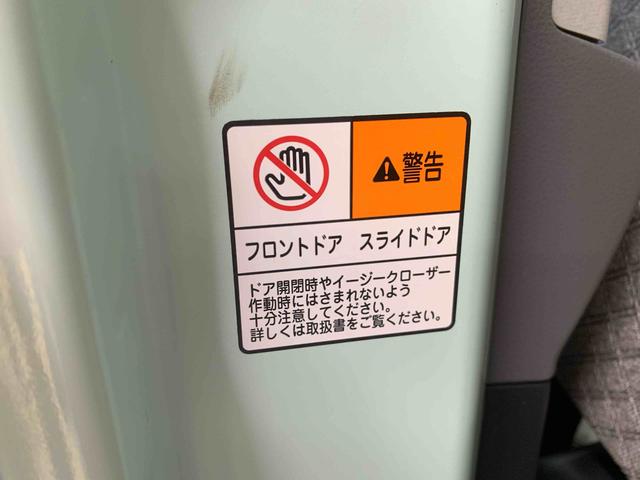 ⚠警告
フロントドア スライドドア
ドア開閉時やイージークローザー
作動時にはさまれないよう
十分注意してください。
詳しくは取扱書をご覧ください。